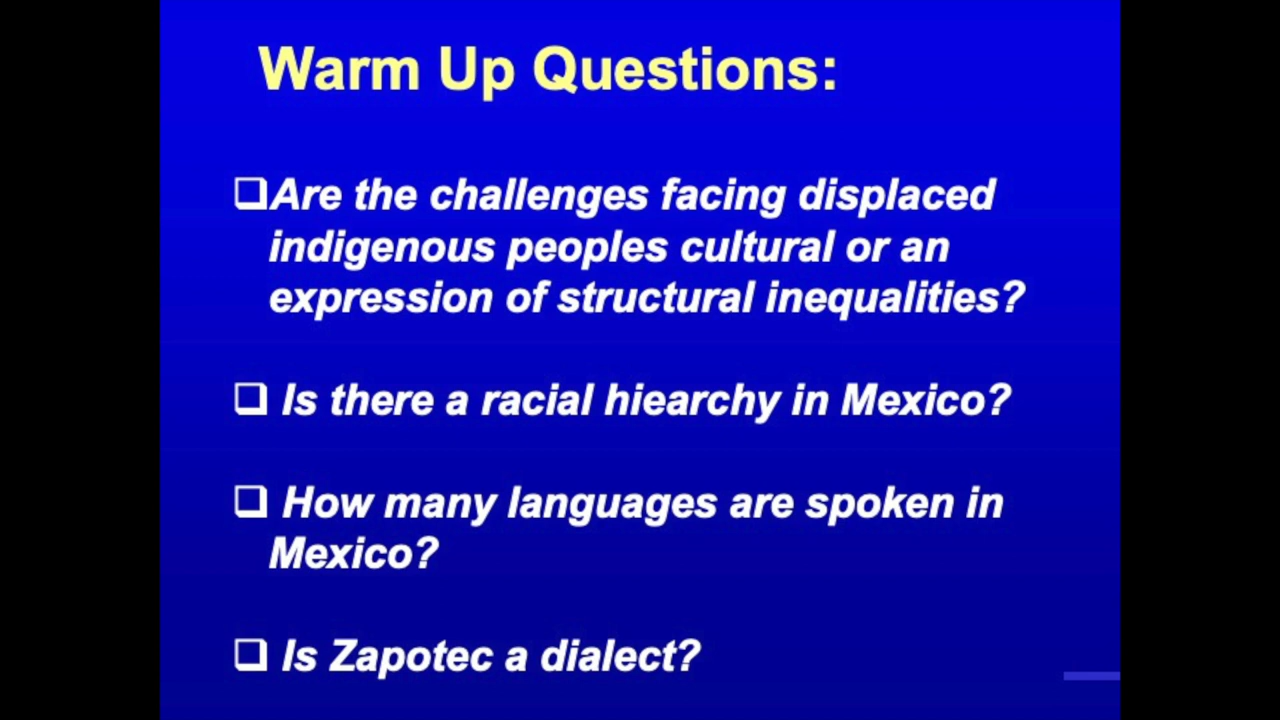 Warm Up Questions:
❑Are the challenges facing displaced
indigenous peoples cultural or an
expression of structural inequalities?
❑ Is there a racial hiearchy in Mexico?
❑ How many languages are spoken in
Mexico?
❑ Is Zapotec a dialect?